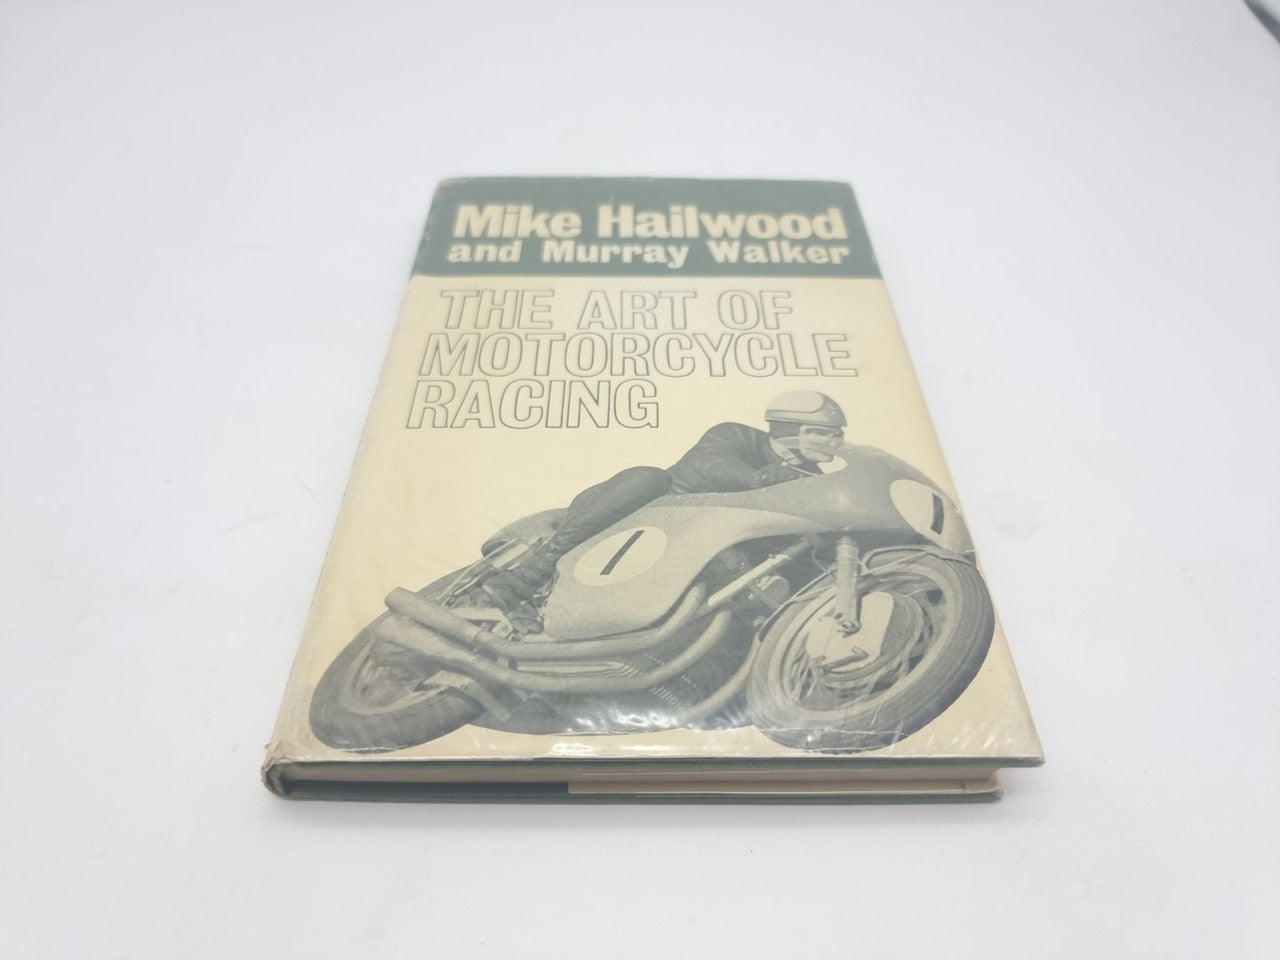 Mike Hailwood
and Murray Walker
THE ART OF
MOTORCYCLE
RACING
1
1